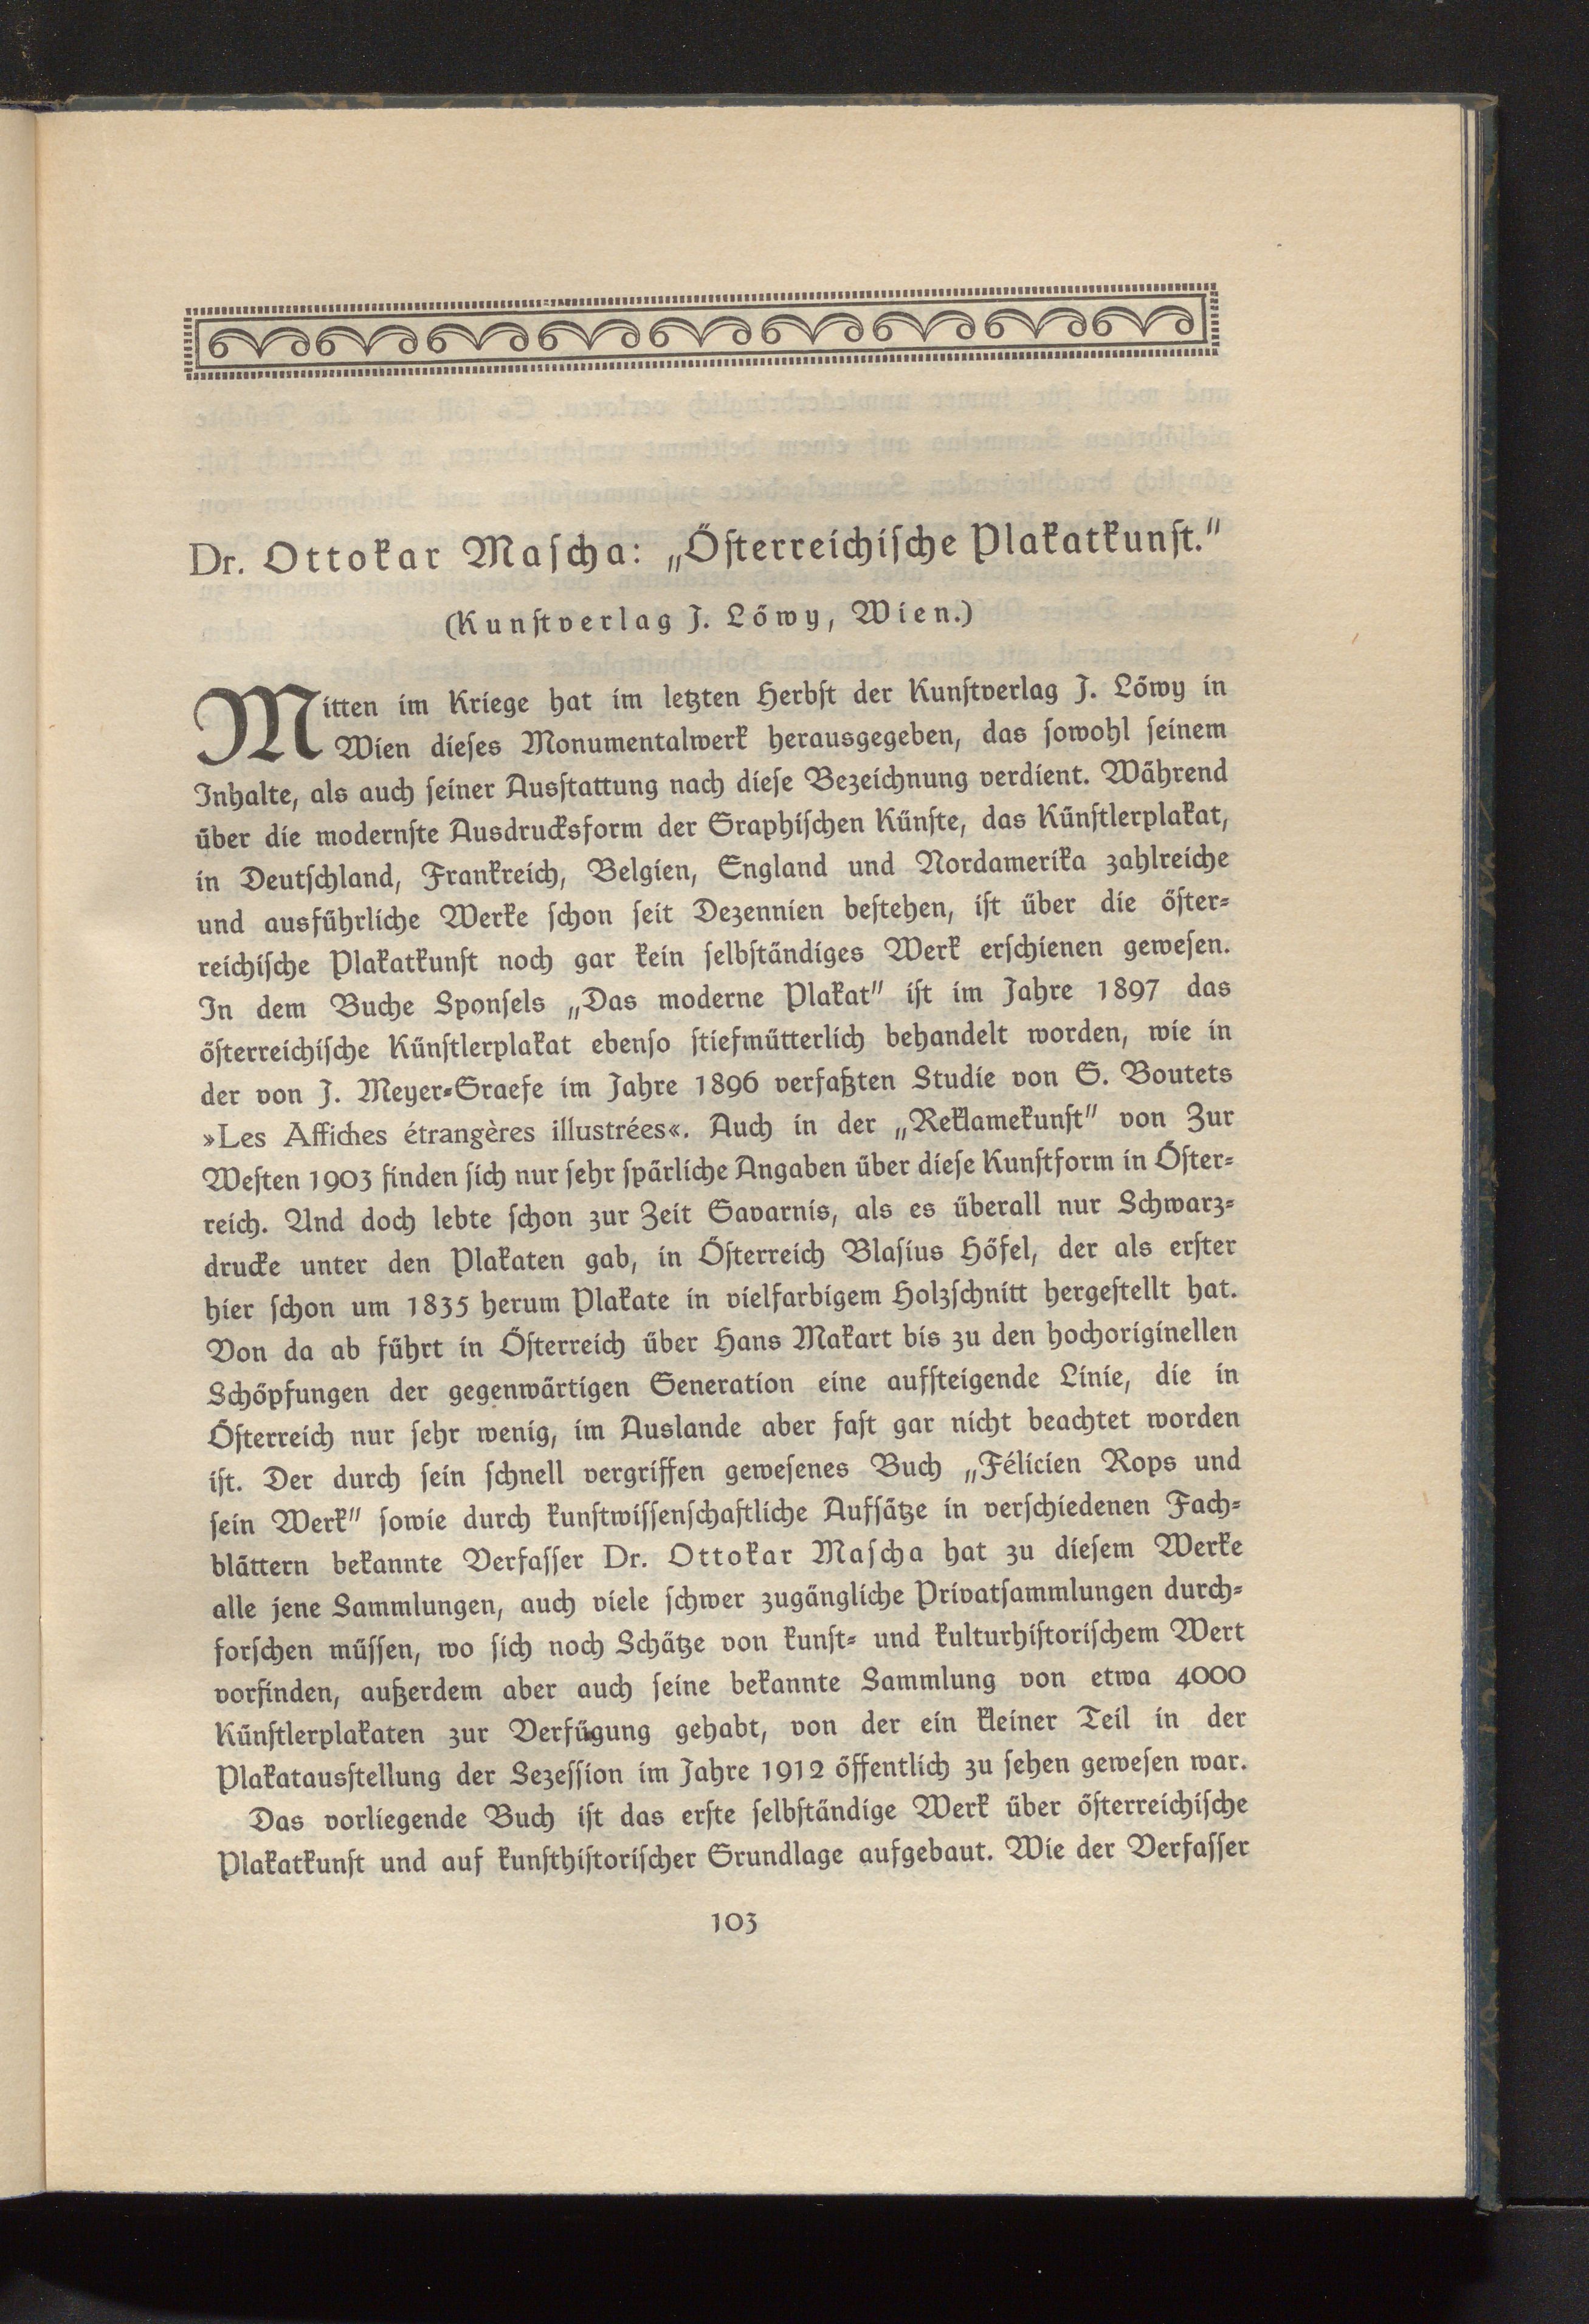 Dr. Ottokar Mascha: „Österreichische Plakatkunst.“
(Kunstverlag J. Löwy, Wien.)
Mitten im Kriege hat im letzten Herbst der Kunstverlag J. Löwy in
Wien dieses Monumentalwerk herausgegeben, das sowohl seinem
Inhalte, als auch seiner Ausstattung nach diese Bezeichnung verdient. Während
über die modernste Ausdrucksform der Graphischen Künste, das Künstlerplakat,
in Deutschland, Frankreich, Belgien, England und Nordamerika zahlreiche
und ausführliche Werke schon seit Dezennien bestehen, ist über die öster-
reichische Plakatkunst noch gar kein selbständiges Werk erschienen gewesen.
In dem Buche Sponsels „Das moderne Plakat“ ist im Jahre 1897 das
österreichische Künstlerplakat ebenso stiefmütterlich behandelt worden, wie in
der von J. Meyer-Graefe im Jahre 1896 verfaßten Studie von G. Boutets
»Les Affiches étrangères illustrées«. Auch in der „Reklamekunst“ von Zur
Westen 1903 finden sich nur sehr spärliche Angaben über diese Kunstform in Öster-
reich. Und doch lebte schon zur Zeit Gavarnis, als es überall nur Schwarz-
drucke unter den Plakaten gab, in Österreich Blasius Höfel, der als erster
hier schon um 1835 herum Plakate in vielfarbigem Holzschnitt hergestellt hat.
Von da ab führt in Österreich über Hans Makart bis zu den hochoriginellen
Schöpfungen der gegenwärtigen Generation eine aufsteigende Linie, die in
Österreich nur sehr wenig, im Auslande aber fast gar nicht beachtet worden
ist. Der durch sein schnell vergriffen gewesenes Buch „Félicien Rops und
sein Werk“ sowie durch kunstwissenschaftliche Aufsätze in verschiedenen Fach-
blättern bekannte Verfasser Dr. Ottokar Mascha hat zu diesem Werke
alle jene Sammlungen, auch viele schwer zugängliche Privatsammlungen durch-
forschen müssen, wo sich noch Schätze von kunst- und kulturhistorischem Wert
vorfinden, außerdem aber auch seine bekannte Sammlung von etwa 4000
Künstlerplakaten zur Verfügung gehabt, von der ein kleiner Teil in der
Plakatausstellung der Sezession im Jahre 1912 öffentlich zu sehen gewesen war.
Das vorliegende Buch ist das erste selbständige Werk über österreichische
Plakatkunst und auf kunsthistorischer Grundlage aufgebaut. Wie der Verfasser
103